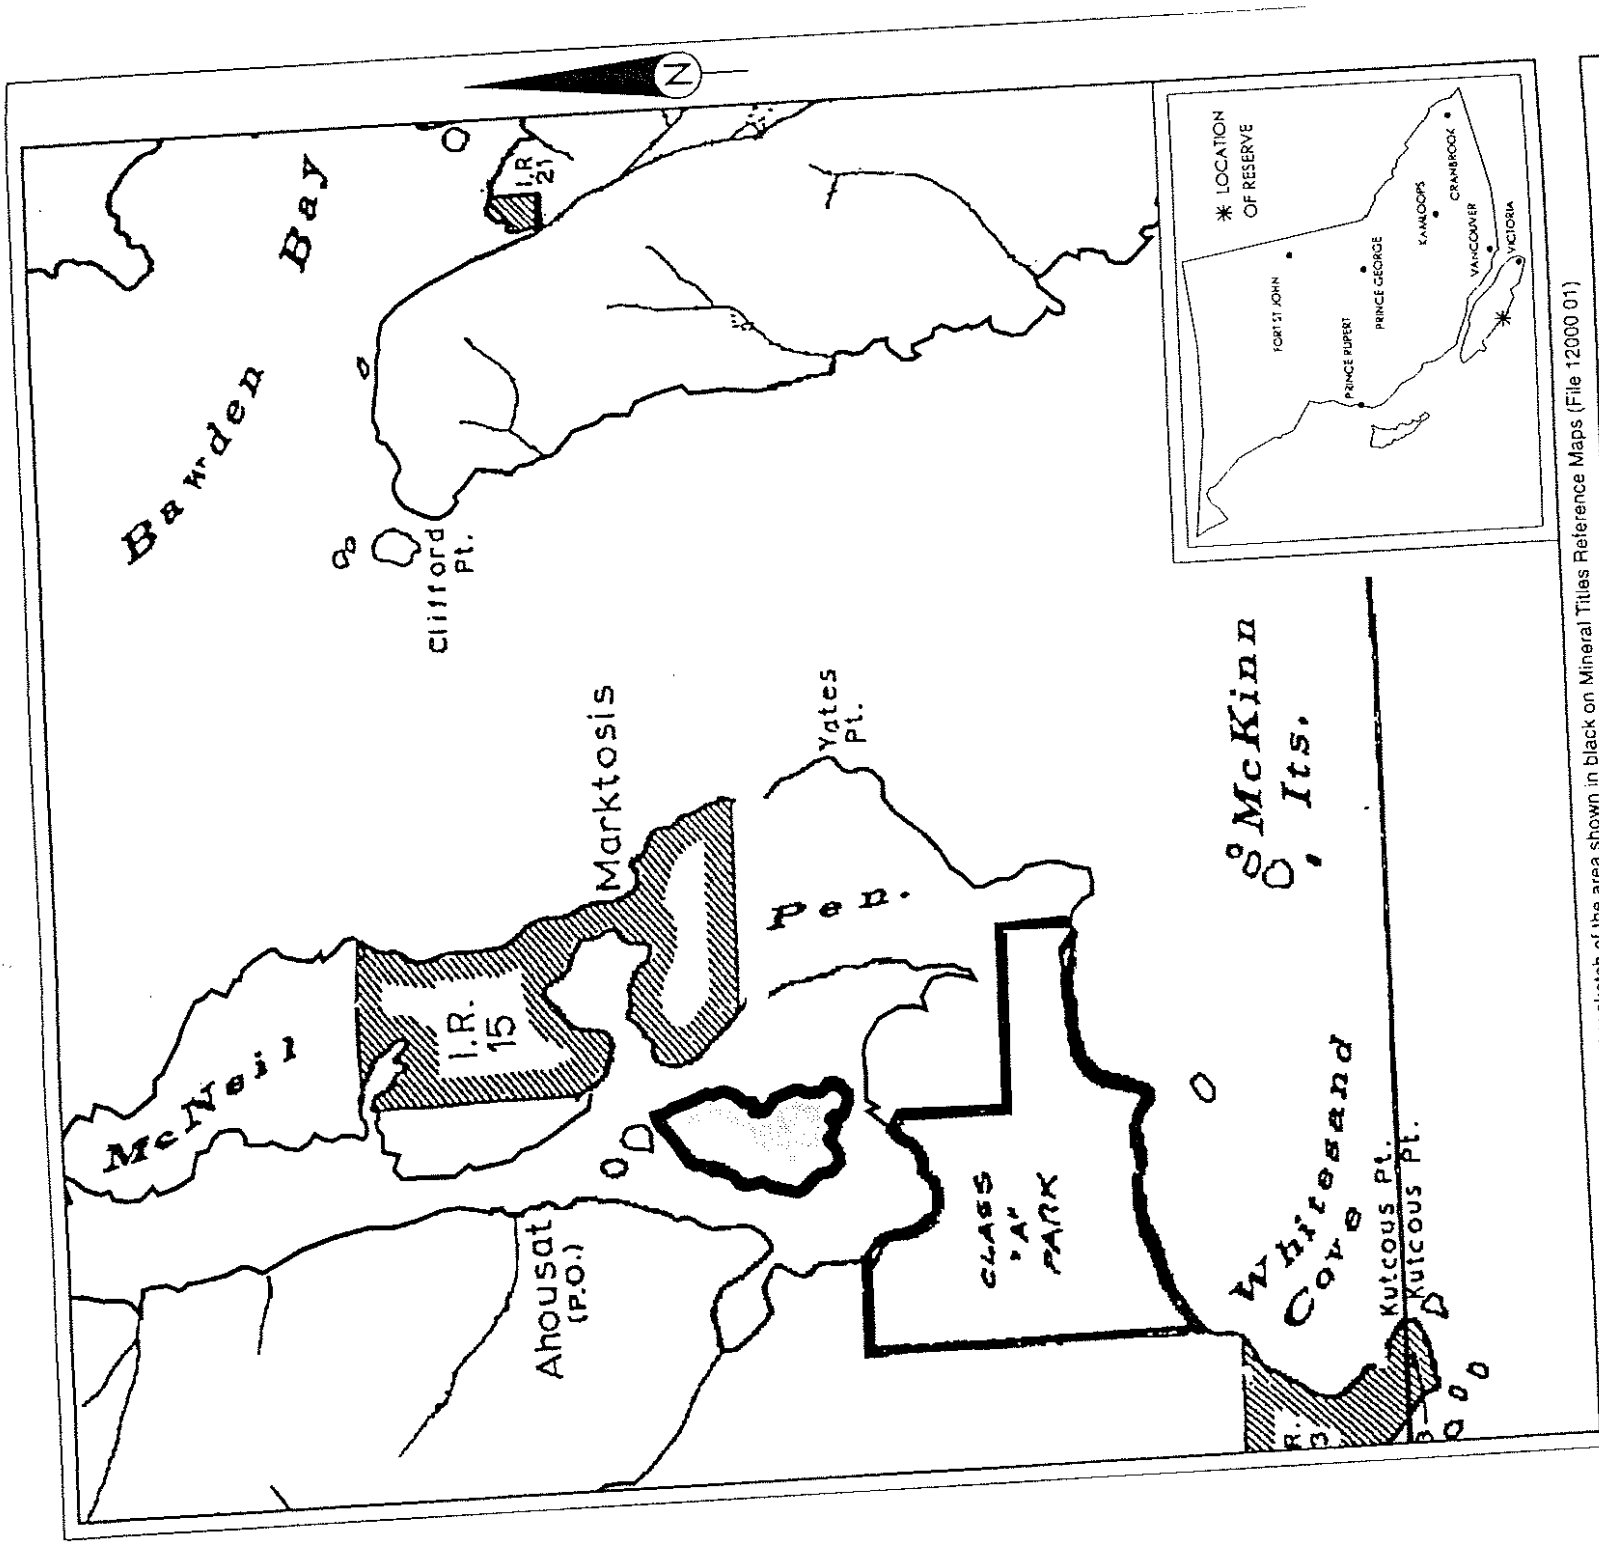 N
Bawrden
Bay
I.R
21
Clifford
Pt.
McNeil
I.R.
15
Marktosis
Pen.
Yates
Pt.
Ahousat
(P.O.)
CLASS
"A"
PARK
McKinn
Its.
Whitesand
Cove
Kutcous Pt.
Kutcous Pt.
R.
3
3
✳ LOCATION
OF RESERVE
FORT ST JOHN
PRINCE RUPERT
PRINCE GEORGE
KAMLOOPS
CRANBROOK
VANCOUVER
VICTORIA
sketch of the area shown in black on Mineral Titles Reference Maps (File 12000 01)